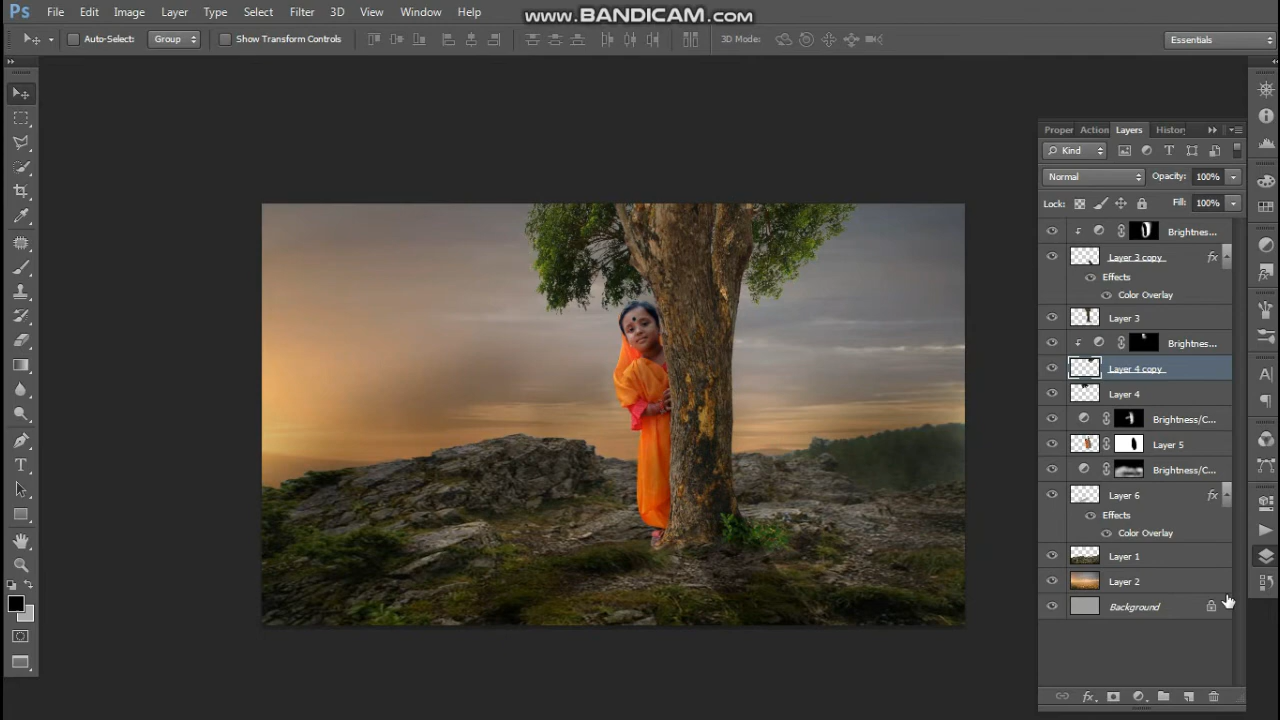 Ps File Edit Image Layer Type Select Filter 3D View Window Help
www.BANDICAM.com
Auto-Select: Group Show Transform Controls 3D Mode: Essentials
Proper Action Layers History
Kind
Normal Opacity: 100%
Lock: Fill: 100%
Brightnes...
Layer 3 copy fx
Effects
Color Overlay
Layer 3
Brightnes...
Layer 4 copy
Layer 4
Brightness/C...
Layer 5
Brightness/C...
Layer 6 fx
Effects
Color Overlay
Layer 1
Layer 2
Background